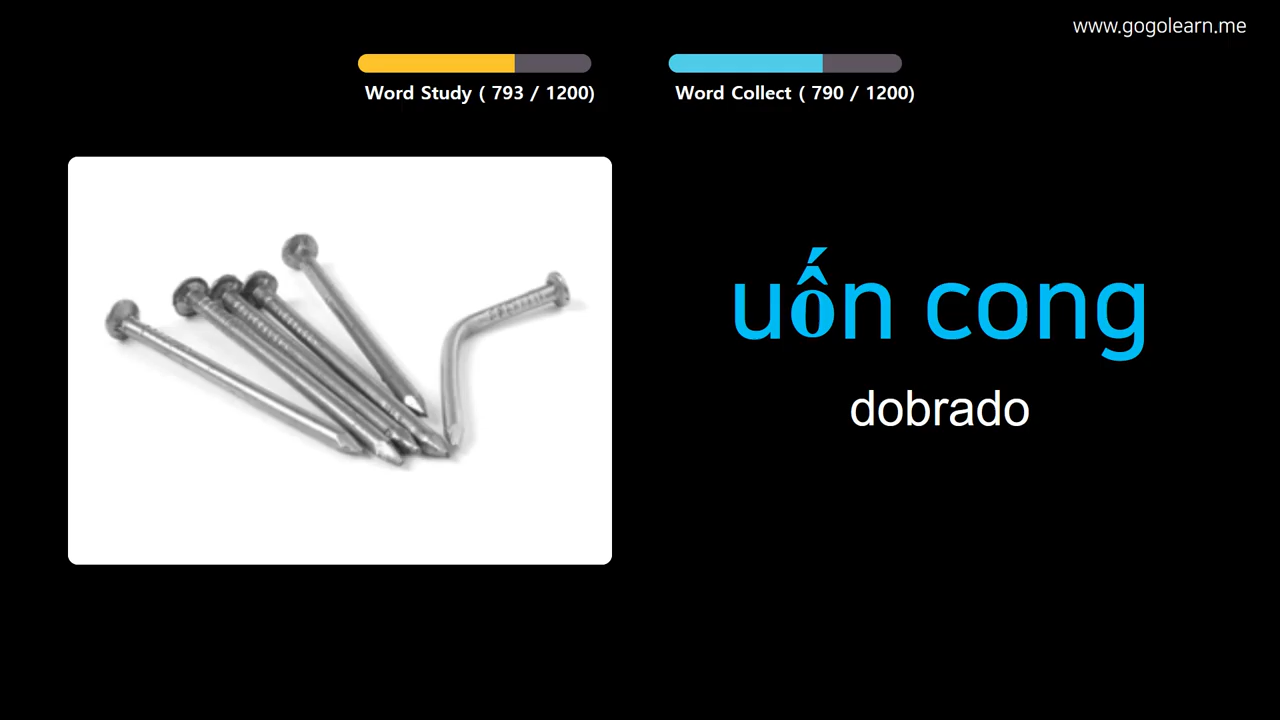 www.gogolearn.me
Word Study ( 793 / 1200)
Word Collect ( 790 / 1200)
uốn cong
dobrado